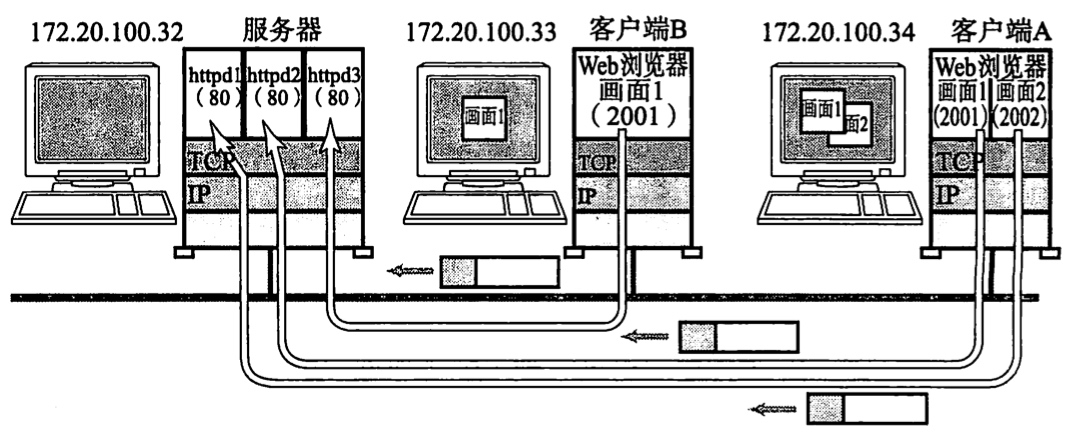 172.20.100.32
服务器
172.20.100.33
客户端B
172.20.100.34
客户端A
httpd1
(80)
httpd2
(80)
httpd3
(80)
TCP
IP
画面1
Web浏览器
画面1
(2001)
TCP
IP
画面1
面2
Web浏览器
画面1
(2001)
画面2
(2002)
TCP
IP